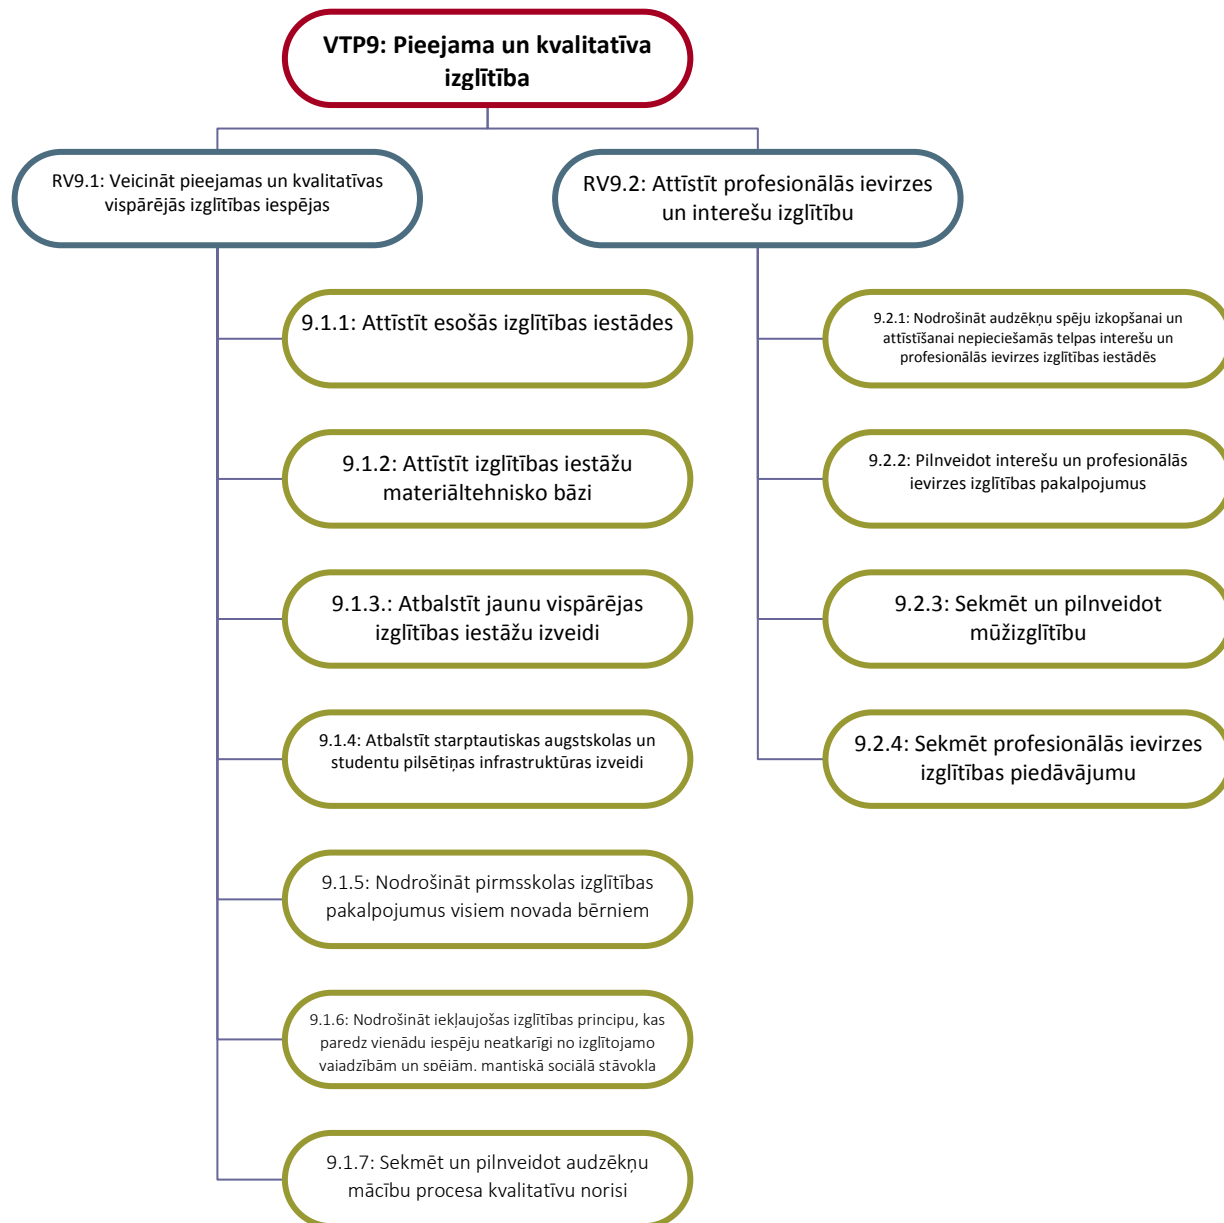 VTP9: Pieejama un kvalitatīva
izglītība
RV9.1: Veicināt pieejamas un kvalitatīvas
vispārējās izglītības iespējas
RV9.2: Attīstīt profesionālās ievirzes
un interešu izglītību
9.1.1: Attīstīt esošās izglītības iestādes
9.1.2: Attīstīt izglītības iestāžu
materiāltehnisko bāzi
9.1.3.: Atbalstīt jaunu vispārējas
izglītības iestāžu izveidi
9.1.4: Atbalstīt starptautiskas augstskolas un
studentu pilsētiņas infrastruktūras izveidi
9.1.5: Nodrošināt pirmsskolas izglītības
pakalpojumus visiem novada bērniem
9.1.6: Nodrošināt iekļaujošas izglītības principu, kas
paredz vienādu iespēju neatkarīgi no izglītojamo
vajadzībām un spējām, mantiskā sociālā stāvokļa
9.1.7: Sekmēt un pilnveidot audzēkņu
mācību procesa kvalitatīvu norisi
9.2.1: Nodrošināt audzēkņu spēju izkopšanai un
attīstīšanai nepieciešamās telpas interešu un
profesionālās ievirzes izglītības iestādēs
9.2.2: Pilnveidot interešu un profesionālās
ievirzes izglītības pakalpojumus
9.2.3: Sekmēt un pilnveidot
mūžizglītību
9.2.4: Sekmēt profesionālās ievirzes
izglītības piedāvājumu